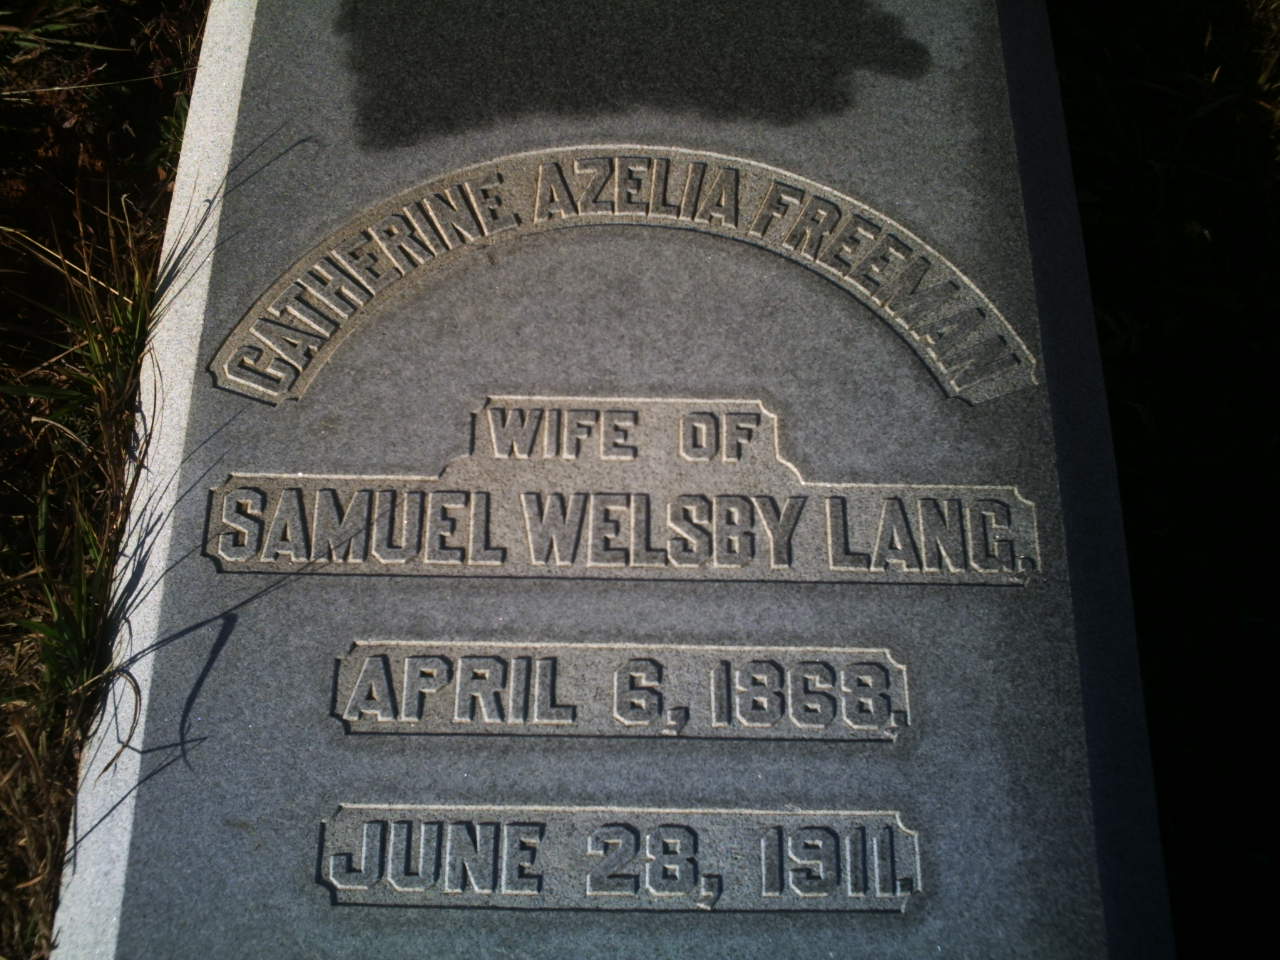 CATHERINE AZELIA FREEMAN
WIFE OF
SAMUEL WELSBY LANG.
APRIL 6, 1868.
JUNE 28, 1911.